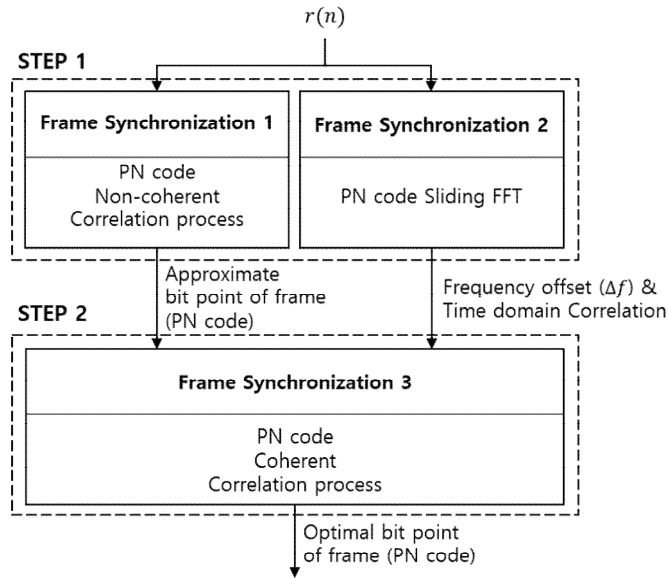 r(n)
STEP 1
Frame Synchronization 1
PN code
Non-coherent
Correlation process
Frame Synchronization 2
PN code Sliding FFT
Approximate
bit point of frame
(PN code)
Frequency offset (Δf) &
Time domain Correlation
STEP 2
Frame Synchronization 3
PN code
Coherent
Correlation process
Optimal bit point
of frame (PN code)